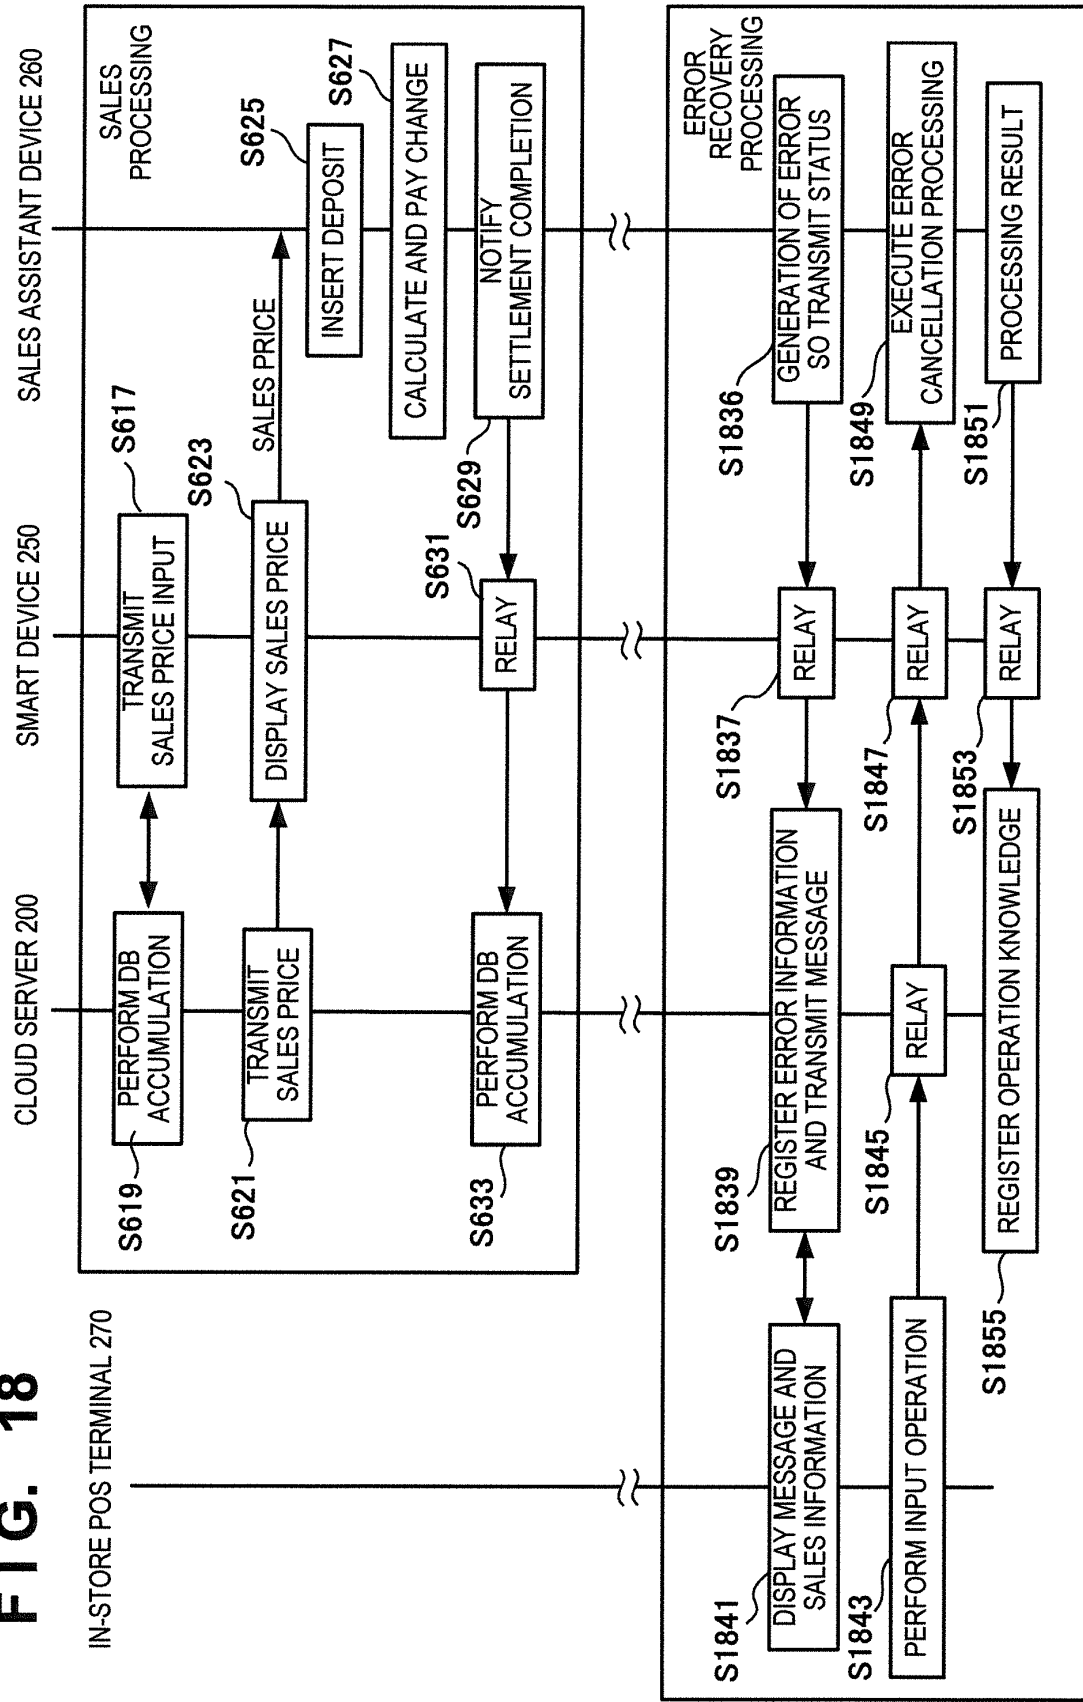 FIG. 18
IN-STORE POS TERMINAL 270
CLOUD SERVER 200
SMART DEVICE 250
SALES ASSISTANT DEVICE 260
SALES
PROCESSING
S617
TRANSMIT
SALES PRICE INPUT
S619
PERFORM DB
ACCUMULATION
S621
TRANSMIT
SALES PRICE
S623
DISPLAY SALES PRICE
SALES PRICE
S625
INSERT DEPOSIT
S627
CALCULATE AND PAY CHANGE
S629
NOTIFY
SETTLEMENT COMPLETION
S631
RELAY
S633
PERFORM DB
ACCUMULATION
ERROR
RECOVERY
PROCESSING
S1836
GENERATION OF ERROR
SO TRANSMIT STATUS
S1837
RELAY
S1839
REGISTER ERROR INFORMATION
AND TRANSMIT MESSAGE
S1841
DISPLAY MESSAGE AND
SALES INFORMATION
S1843
PERFORM INPUT OPERATION
S1845
RELAY
S1847
RELAY
S1849
EXECUTE ERROR
CANCELLATION PROCESSING
S1851
PROCESSING RESULT
S1853
RELAY
S1855
REGISTER OPERATION KNOWLEDGE